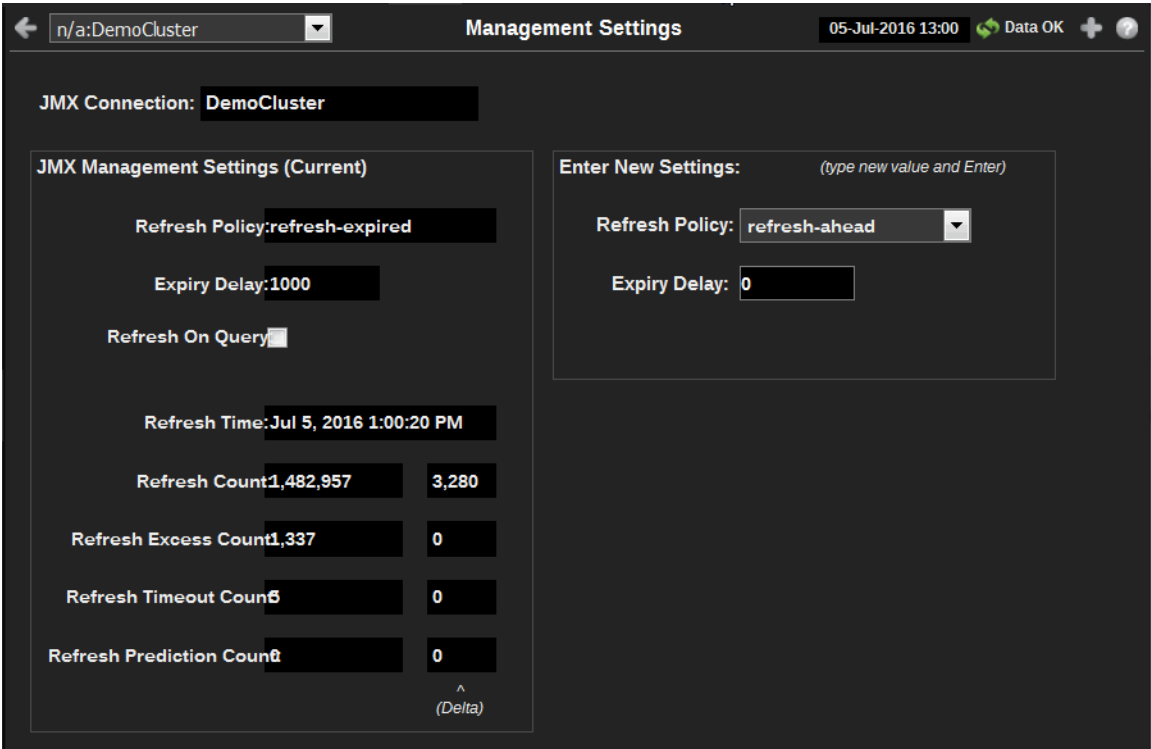 n/a:DemoCluster Management Settings 05-Jul-2016 13:00 Data OK
JMX Connection: DemoCluster
JMX Management Settings (Current)
Refresh Policy: refresh-expired
Expiry Delay: 1000
Refresh On Query
Refresh Time: Jul 5, 2016 1:00:20 PM
Refresh Count: 1,482,957 3,280
Refresh Excess Count: 1,337 0
Refresh Timeout Count: 5 0
Refresh Prediction Count: 0 0
^
(Delta)
Enter New Settings: (type new value and Enter)
Refresh Policy: refresh-ahead
Expiry Delay: 0